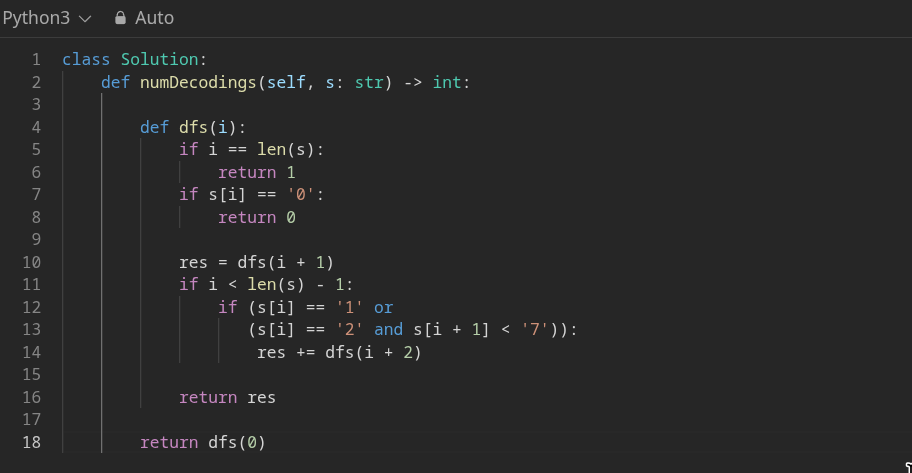 Python3 Auto
1 class Solution:
2     def numDecodings(self, s: str) -> int:
3
4         def dfs(i):
5             if i == len(s):
6                 return 1
7             if s[i] == '0':
8                 return 0
9
10             res = dfs(i + 1)
11             if i < len(s) - 1:
12                 if (s[i] == '1' or
13                    (s[i] == '2' and s[i + 1] < '7')):
14                     res += dfs(i + 2)
15
16             return res
17
18         return dfs(0)